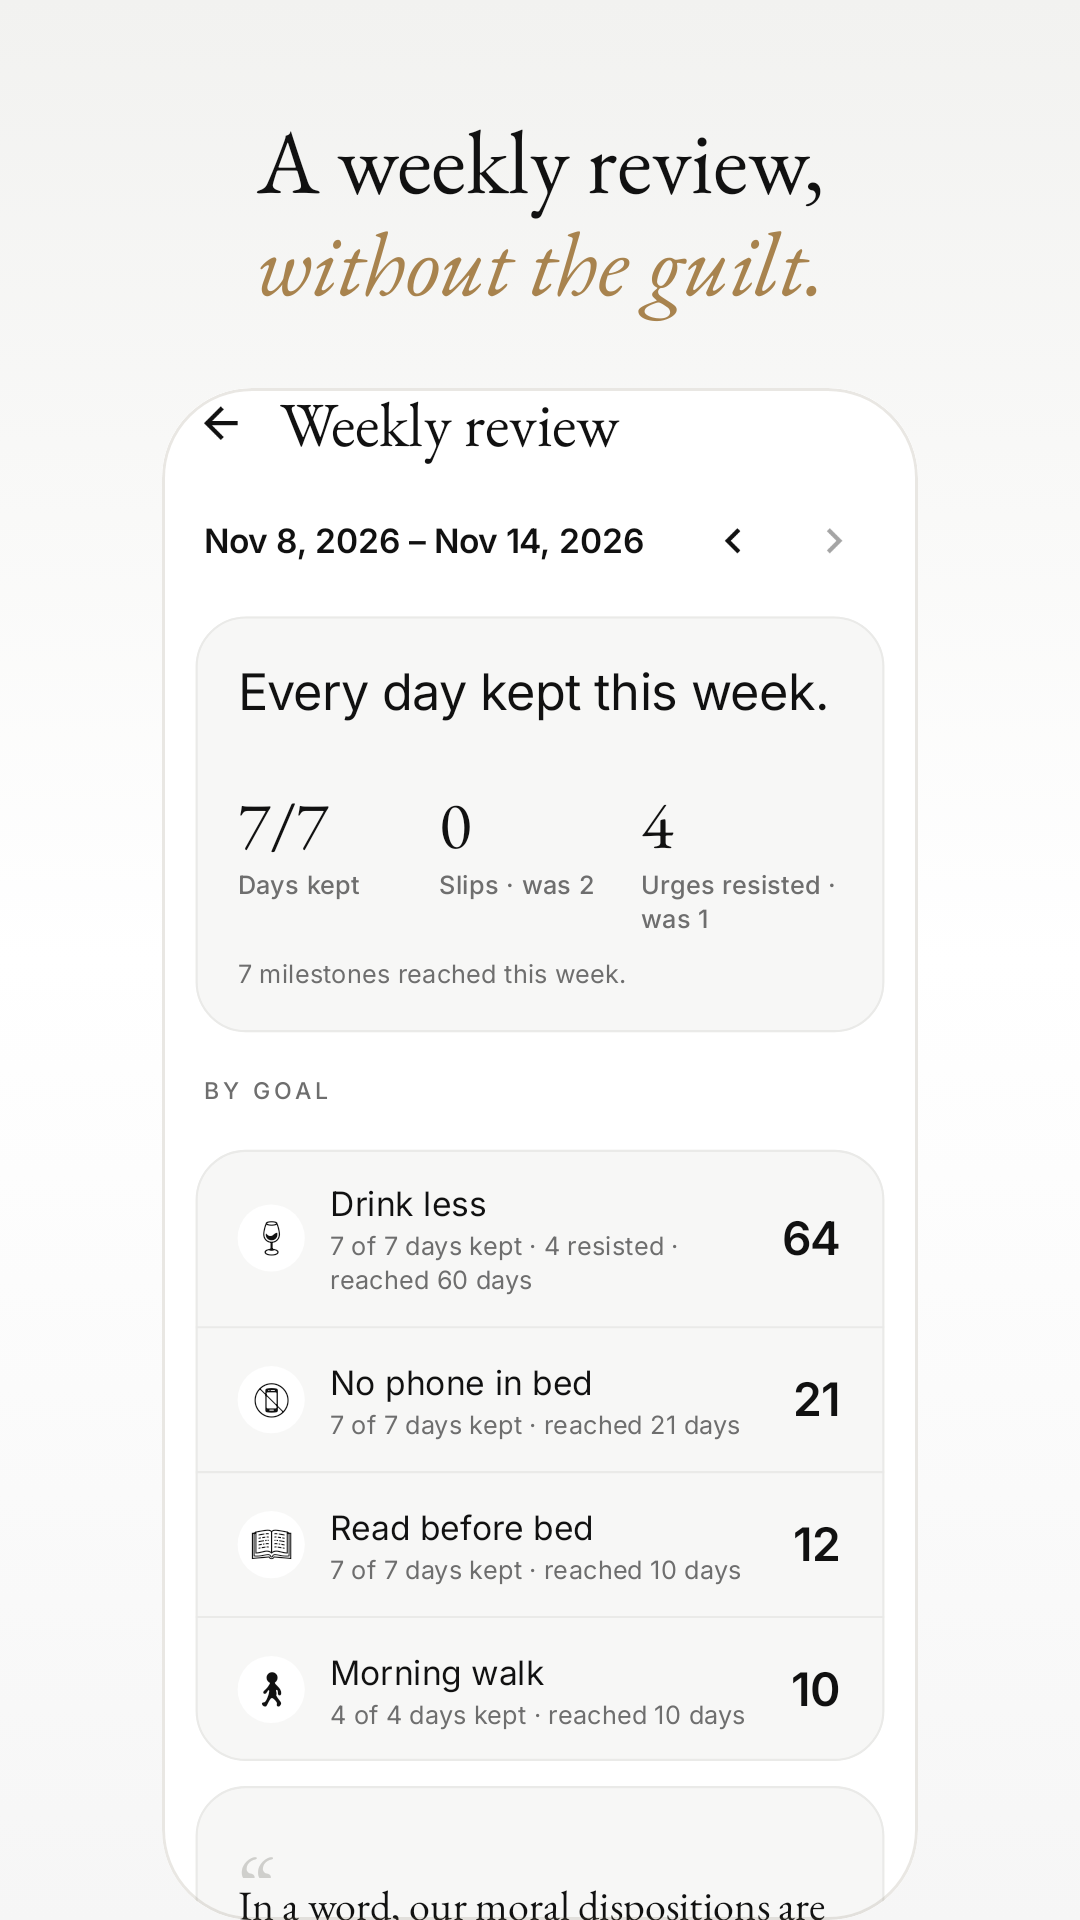 A weekly review,
without the guilt.
Weekly review
Nov 8, 2026 – Nov 14, 2026
Every day kept this week.
7/7
Days kept
0
Slips · was 2
4
Urges resisted ·
was 1
7 milestones reached this week.
BY GOAL
Drink less
7 of 7 days kept · 4 resisted ·
reached 60 days
64
No phone in bed
7 of 7 days kept · reached 21 days
21
Read before bed
7 of 7 days kept · reached 10 days
12
Morning walk
4 of 4 days kept · reached 10 days
10
“
In a word, our moral dispositions are